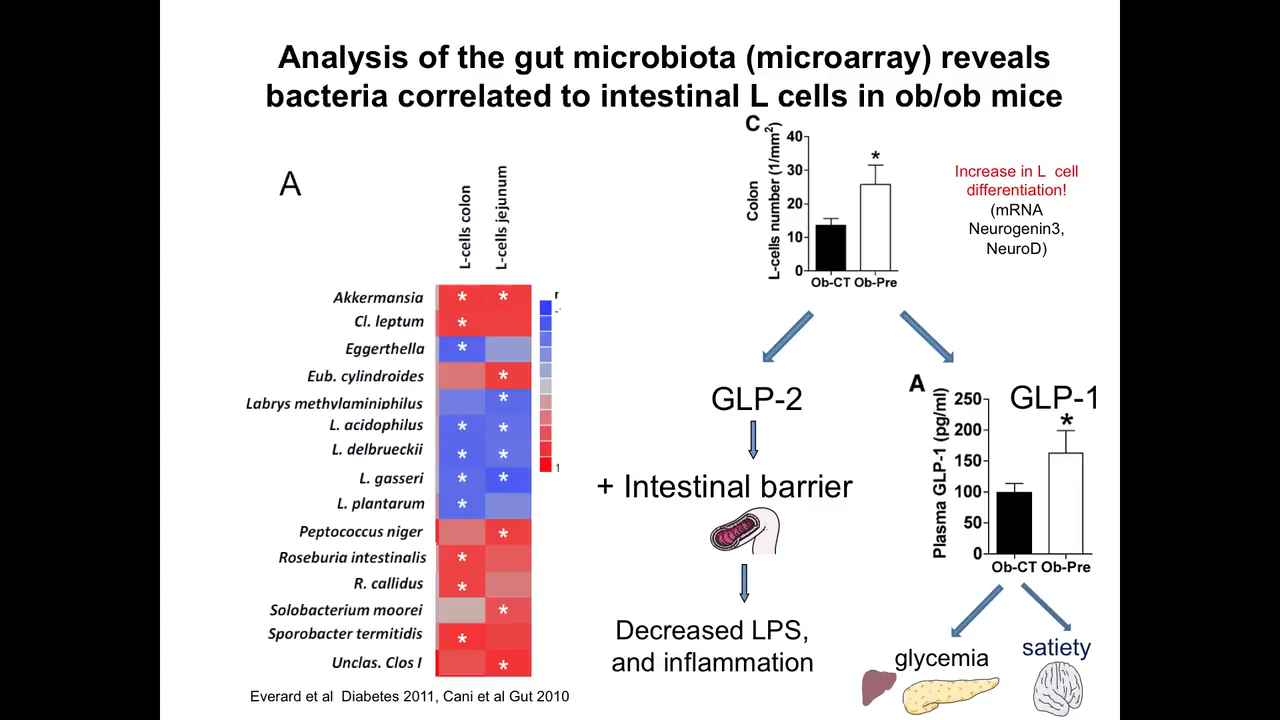 Analysis of the gut microbiota (microarray) reveals
bacteria correlated to intestinal L cells in ob/ob mice
A
L-cells colon
L-cells jejunum
Akkermansia * *
Cl. leptum *
Eggerthella *
Eub. cylindroides *
Labrys methylaminiphilus *
L. acidophilus * *
L. delbrueckii * *
L. gasseri * *
L. plantarum *
Peptococcus niger *
Roseburia intestinalis *
R. callidus *
Solobacterium moorei *
Sporobacter termitidis *
Unclas. Clos I *
r
1
Everard et al Diabetes 2011, Cani et al Gut 2010
C
Colon
L-cells number (1/mm²)
40
30
20
10
0
*
Ob-CT Ob-Pre
Increase in L cell
differentiation!
(mRNA
Neurogenin3,
NeuroD)
GLP-2
+ Intestinal barrier
Decreased LPS,
and inflammation
A
GLP-1
Plasma GLP-1 (pg/ml)
250
200
150
100
50
0
*
Ob-CT Ob-Pre
glycemia
satiety